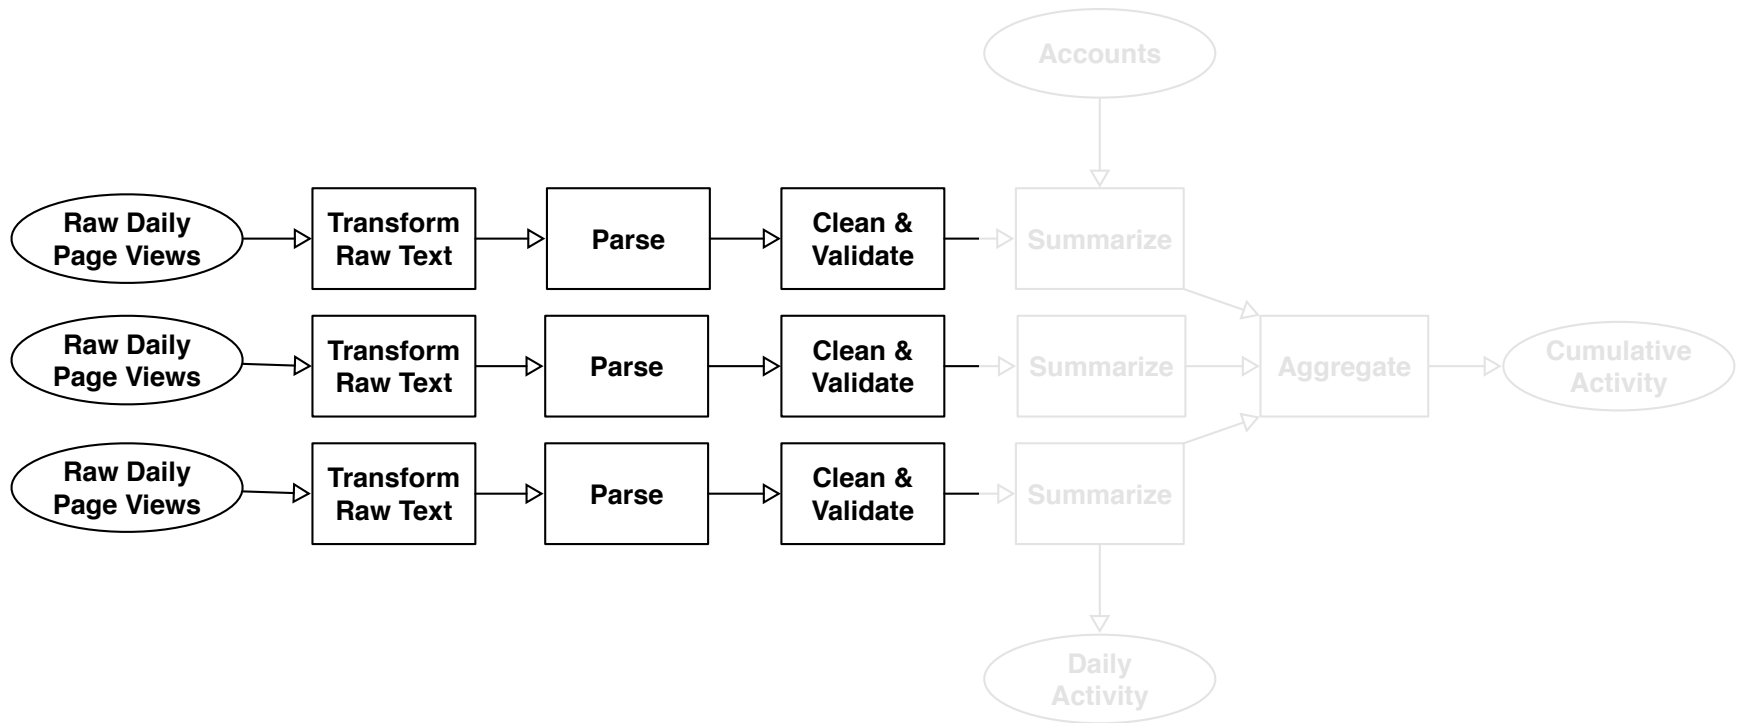 Accounts
Raw Daily
Page Views
Transform
Raw Text
Parse
Clean &
Validate
Summarize
Raw Daily
Page Views
Transform
Raw Text
Parse
Clean &
Validate
Summarize
Aggregate
Cumulative
Activity
Raw Daily
Page Views
Transform
Raw Text
Parse
Clean &
Validate
Summarize
Daily
Activity